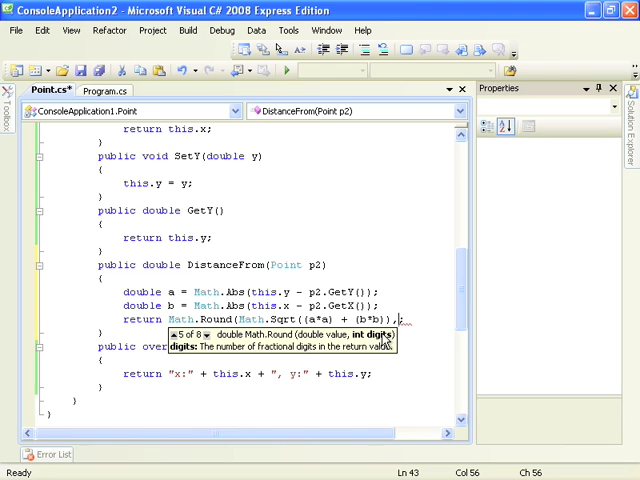 ConsoleApplication2 - Microsoft Visual C# 2008 Express Edition
File Edit View Refactor Project Build Debug Data Tools Window Help
Point.cs* Program.cs
Properties
ConsoleApplication1.Point DistanceFrom(Point p2)
Toolbox
Solution Explorer
return this.x;
}
public void SetY(double y)
{
this.y = y;
}
public double GetY()
{
return this.y;
}
public double DistanceFrom(Point p2)
{
double a = Math.Abs(this.y - p2.GetY());
double b = Math.Abs(this.x - p2.GetX());
return Math.Round(Math.Sqrt((a*a) + (b*b)),;
5 of 8 double Math.Round (double value, int digits)
}
digits: The number of fractional digits in the return value.
public over
{
return "x:" + this.x + ", y:" + this.y;
}
}
}
Error List
Ready Ln 43 Col 56 Ch 56